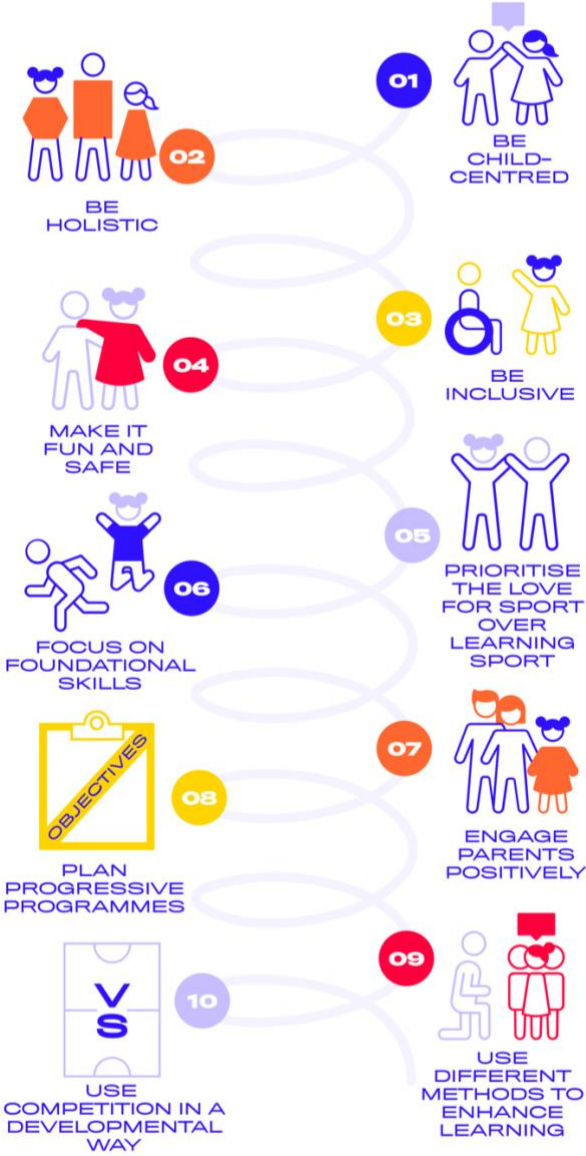 01
BE
CHILD-
CENTRED
02
BE
HOLISTIC
03
BE
INCLUSIVE
04
MAKE IT
FUN AND
SAFE
05
PRIORITISE
THE LOVE
FOR SPORT
OVER
LEARNING
SPORT
06
FOCUS ON
FOUNDATIONAL
SKILLS
07
ENGAGE
PARENTS
POSITIVELY
08
OBJECTIVES
PLAN
PROGRESSIVE
PROGRAMMES
09
USE
DIFFERENT
METHODS TO
ENHANCE
LEARNING
10
V
S
USE
COMPETITION IN A
DEVELOPMENTAL
WAY